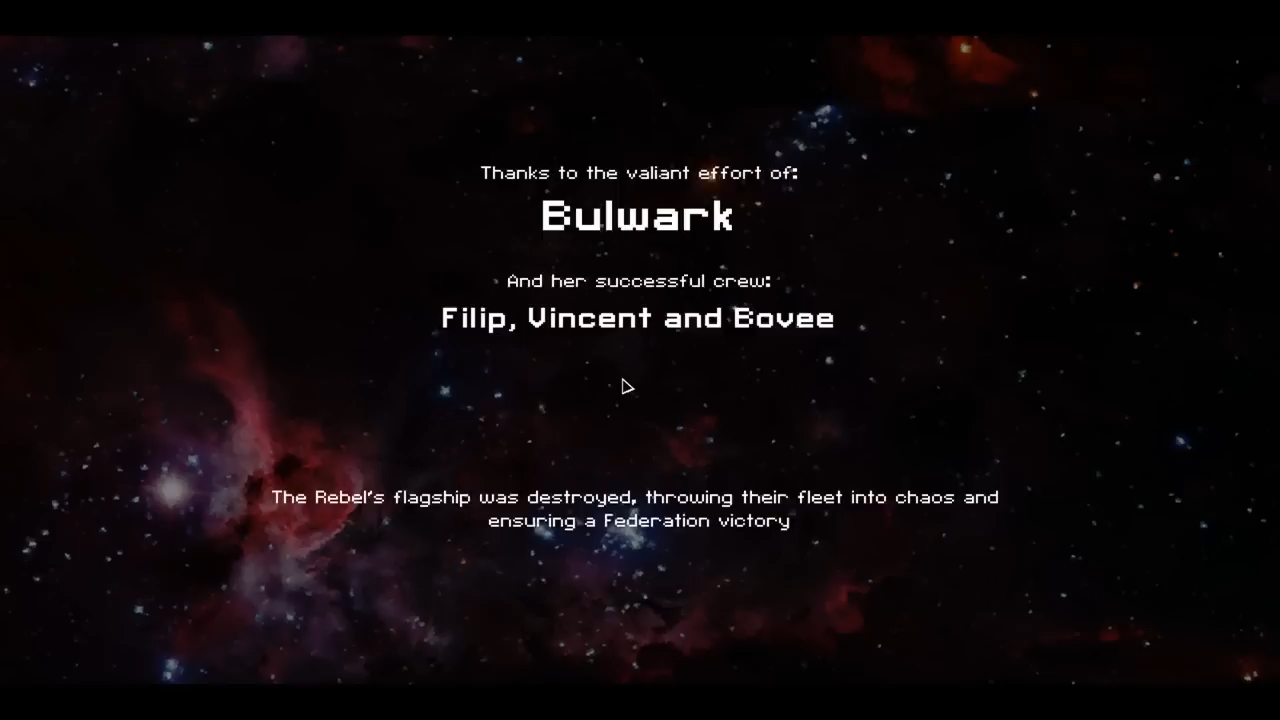 Thanks to the valiant effort of:
Bulwark
And her successful crew:
Filip, Vincent and Bovee
The Rebel's flagship was destroyed, throwing their fleet into chaos and
ensuring a Federation victory